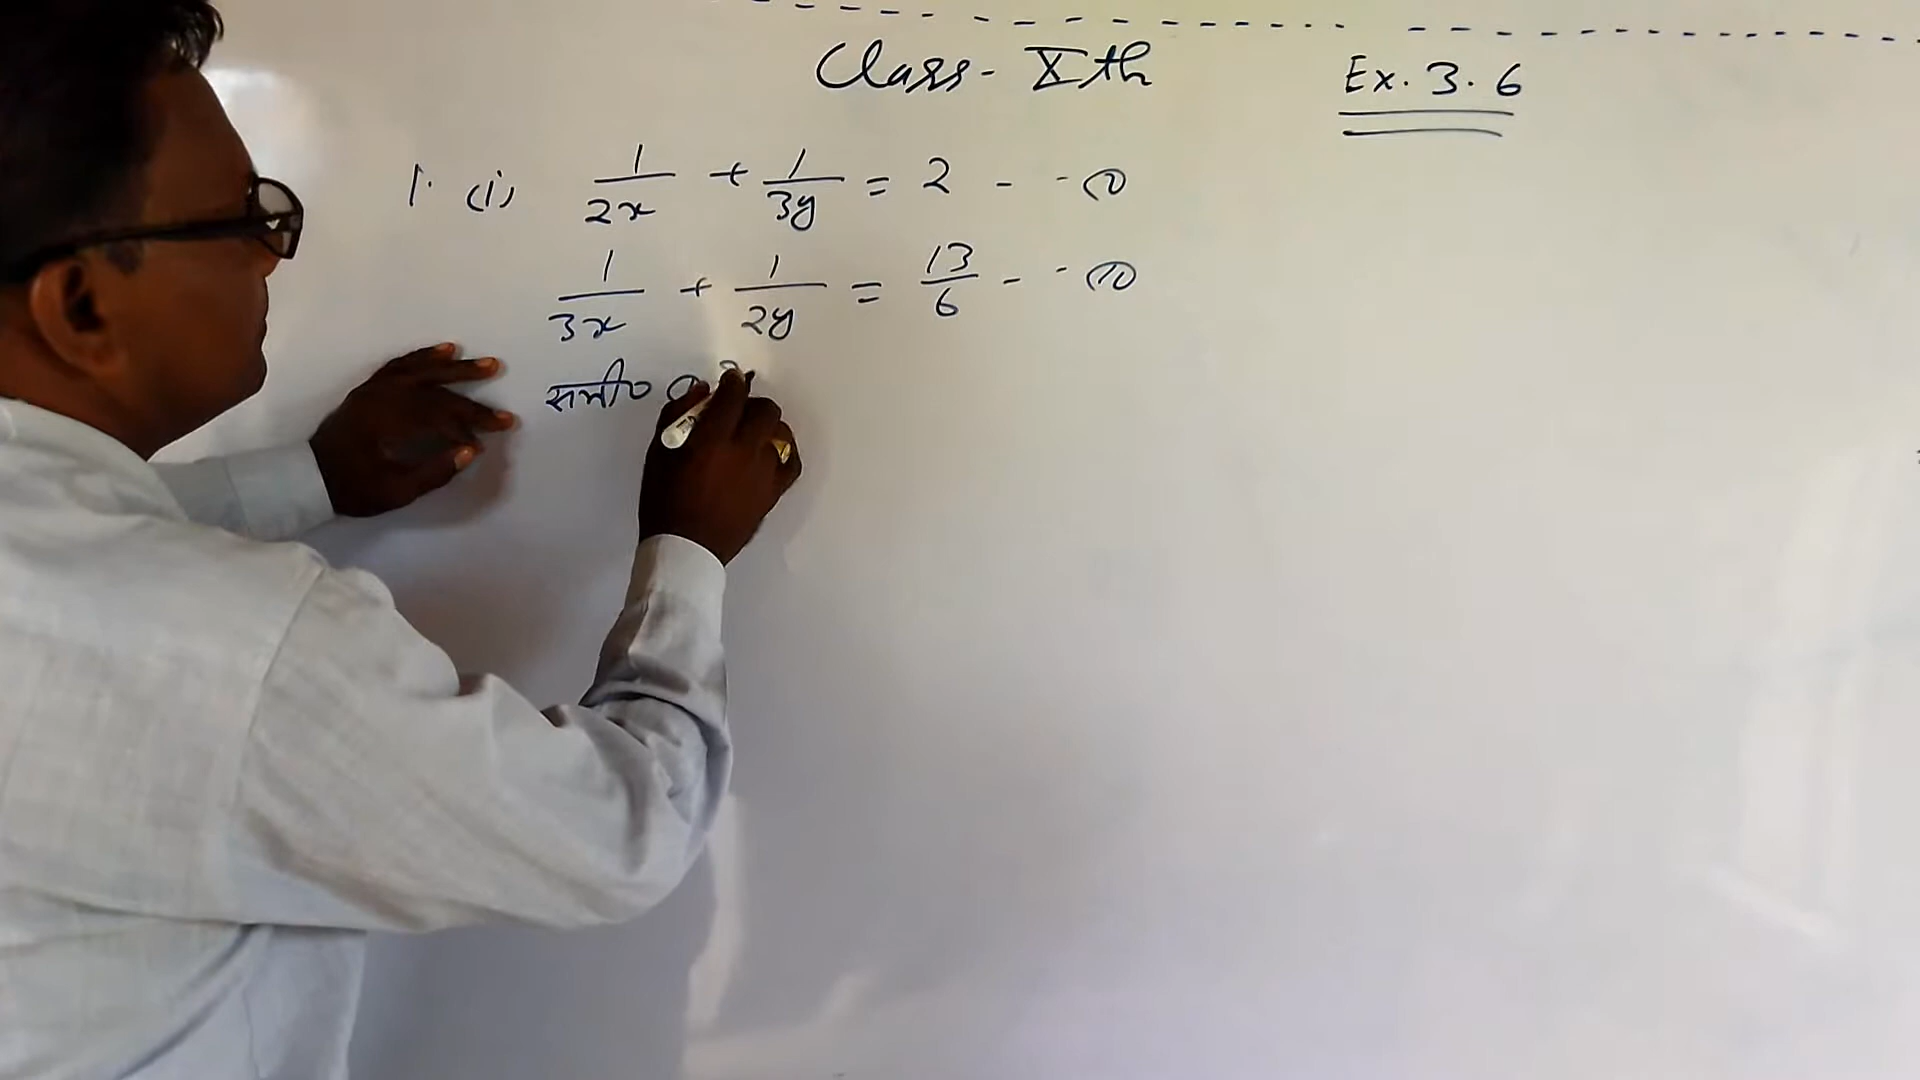 Class - Xth
Ex. 3.6
1. (i) 1/2x + 1/3y = 2 - - (i)
1/3x + 1/2y = 13/6 - - (ii)
समी०